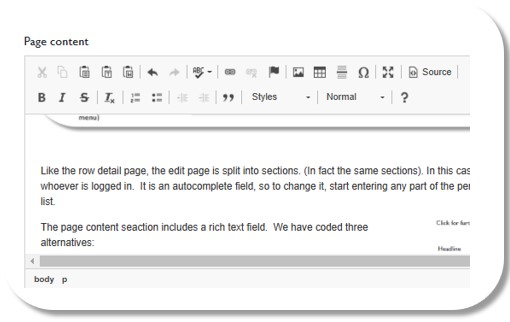 Page content
ABC
Source
B I S Tx
Styles
Normal
?
menu)
Like the row detail page, the edit page is split into sections. (In fact the same sections). In this cas
whoever is logged in. It is an autocomplete field, so to change it, start entering any part of the per
list.
The page content seaction includes a rich text field. We have coded three
alternatives:
Click for furt
Headline
body p